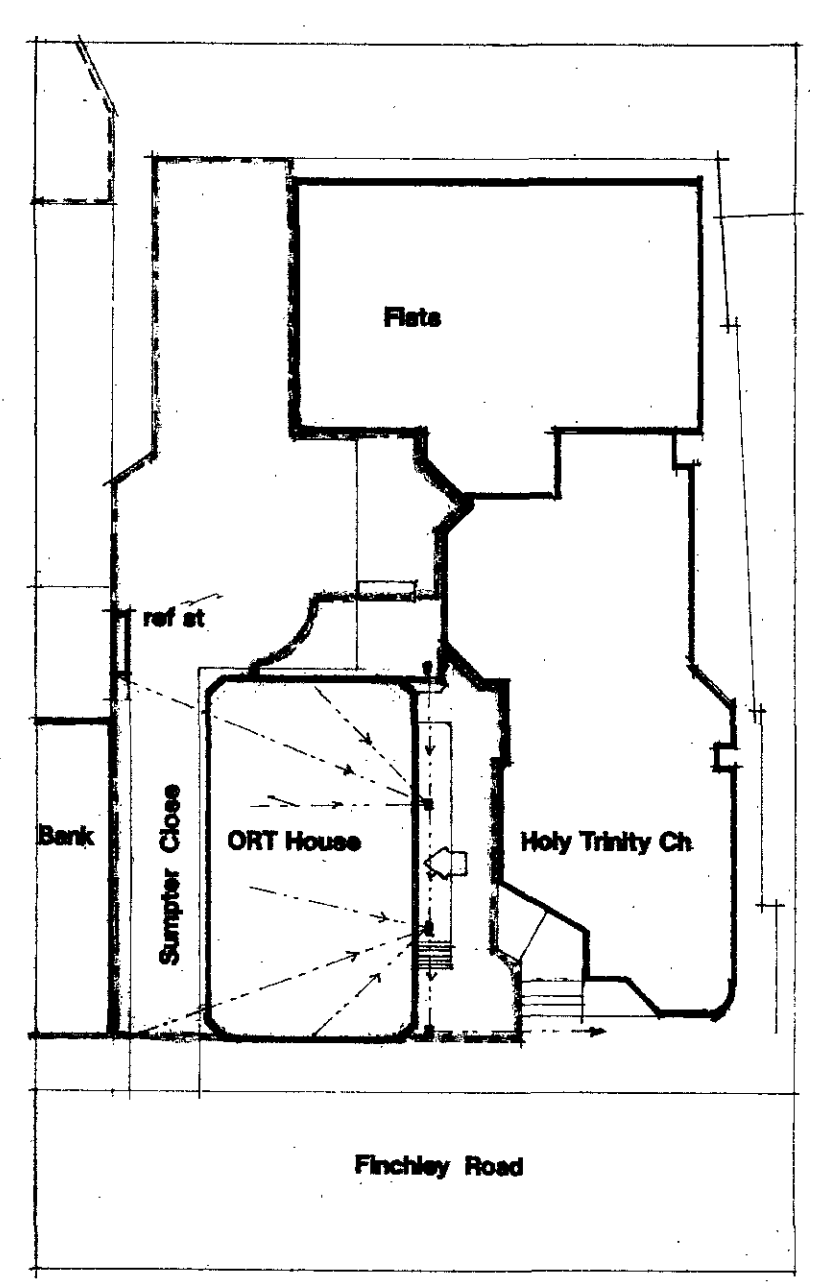 Flats
ref st
Bank
Sumpter Close
ORT House
Holy Trinity Ch
Finchley Road